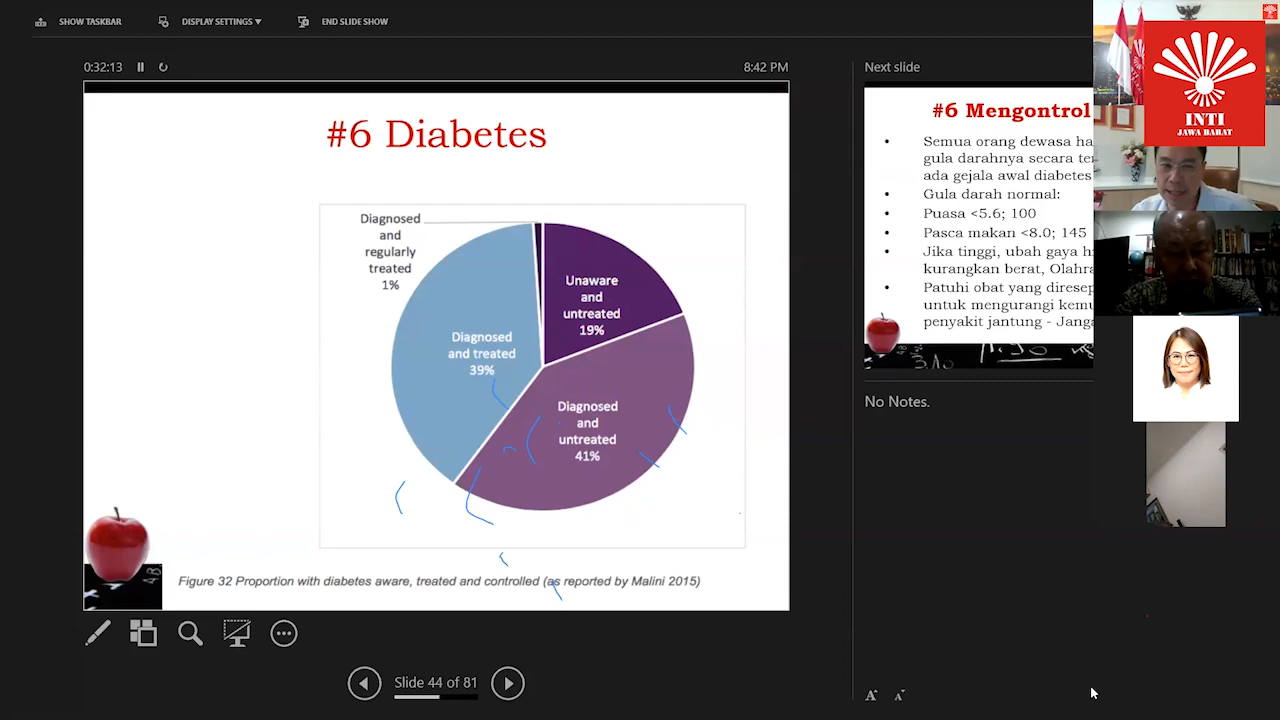 SHOW TASKBAR
DISPLAY SETTINGS
END SLIDE SHOW
0:32:13
8:42 PM
#6 Diabetes
Diagnosed
and
regularly
treated
1%
Unaware
and
untreated
19%
Diagnosed
and treated
39%
Diagnosed
and
untreated
41%
Figure 32 Proportion with diabetes aware, treated and controlled (as reported by Malini 2015)
Slide 44 of 81
Next slide
#6 Mengontrol
• Semua orang dewasa ha
gula darahnya secara te
ada gejala awal diabetes
• Gula darah normal:
• Puasa <5.6; 100
• Pasca makan <8.0; 145
• Jika tinggi, ubah gaya hi
kurangkan berat, Olahra
• Patuhi obat yang diresep
untuk mengurangi kemu
penyakit jantung - Janga
No Notes.
INTI
JAWA BARAT